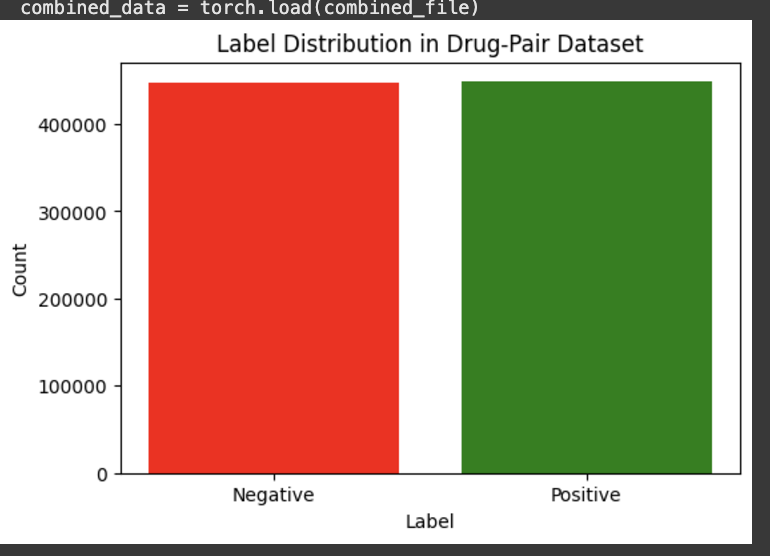 combined_data = torch.load(combined_file)
Label Distribution in Drug-Pair Dataset
400000
300000
200000
100000
0
Count
Negative
Positive
Label